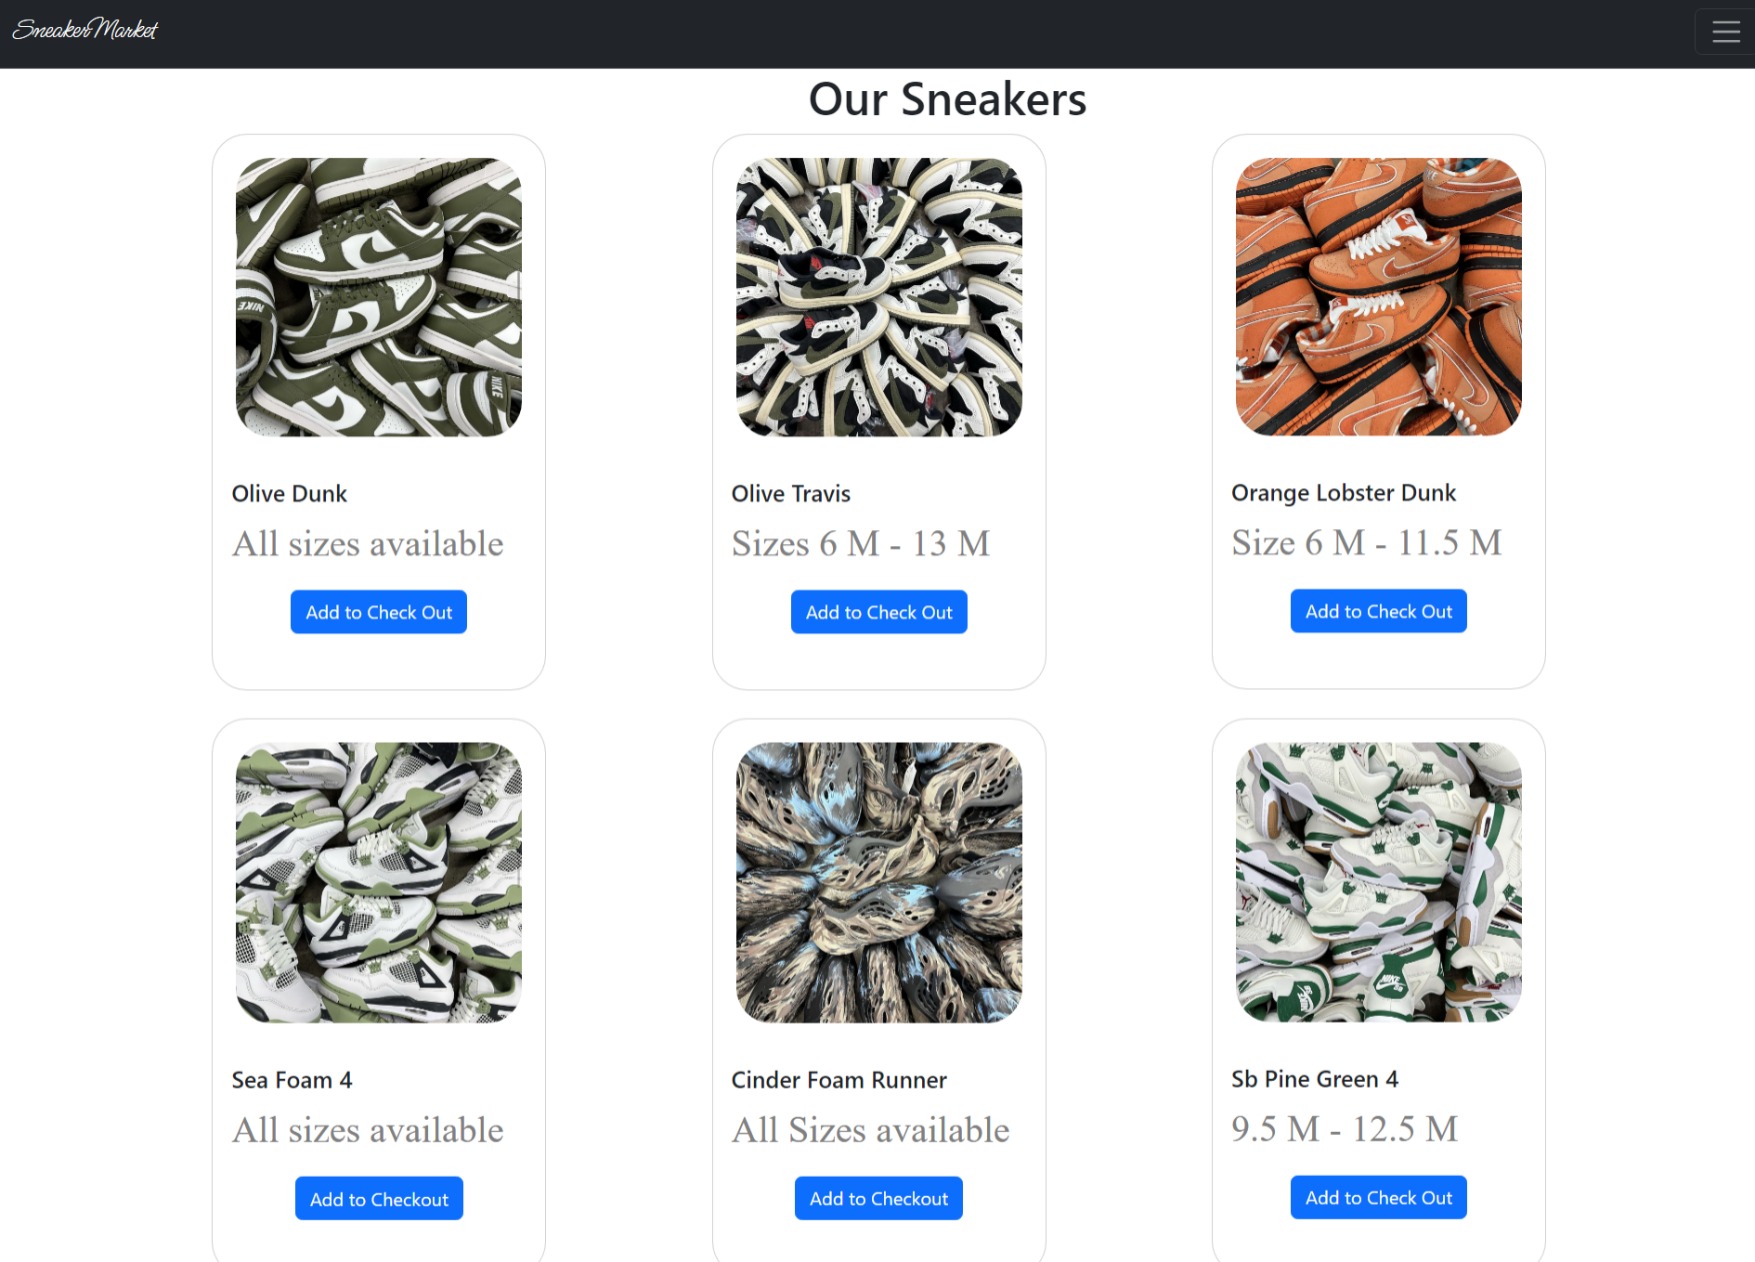 SneakerMarket
Our Sneakers
NIKE
NIKE
Olive Dunk
All sizes available
Add to Check Out
Olive Travis
Sizes 6 M - 13 M
Add to Check Out
Orange Lobster Dunk
Size 6 M - 11.5 M
Add to Check Out
NIKE
Sea Foam 4
All sizes available
Add to Checkout
Cinder Foam Runner
All Sizes available
Add to Checkout
Sb Pine Green 4
9.5 M - 12.5 M
Add to Check Out